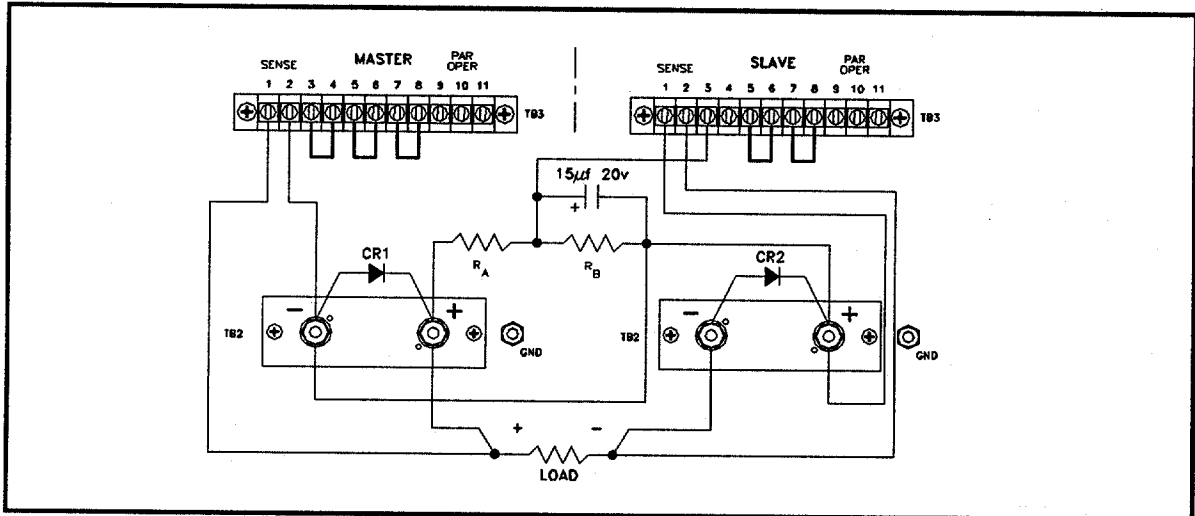 SENSE MASTER PAR OPER
1 2 3 4 5 6 7 8 9 10 11
TB3
SENSE SLAVE PAR OPER
1 2 3 4 5 6 7 8 9 10 11
TB3
15µf 20v
+
RA
RB
CR1
CR2
TB2
- +
GND
TB2
- +
GND
+ -
LOAD